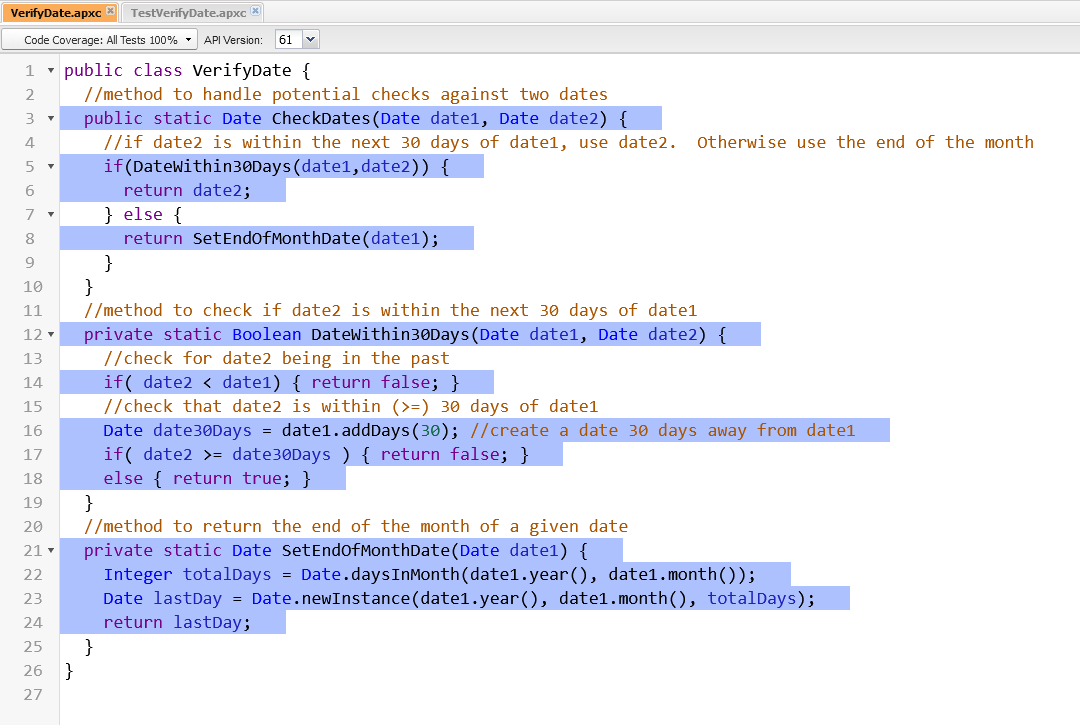 VerifyDate.apxc TestVerifyDate.apxc
Code Coverage: All Tests 100% API Version: 61
1 public class VerifyDate {
2 //method to handle potential checks against two dates
3 public static Date CheckDates(Date date1, Date date2) {
4 //if date2 is within the next 30 days of date1, use date2.  Otherwise use the end of the month
5 if(DateWithin30Days(date1,date2)) {
6 return date2;
7 } else {
8 return SetEndOfMonthDate(date1);
9 }
10 }
11 //method to check if date2 is within the next 30 days of date1
12 private static Boolean DateWithin30Days(Date date1, Date date2) {
13 //check for date2 being in the past
14 if( date2 < date1) { return false; }
15 //check that date2 is within (>=) 30 days of date1
16 Date date30Days = date1.addDays(30); //create a date 30 days away from date1
17 if( date2 >= date30Days ) { return false; }
18 else { return true; }
19 }
20 //method to return the end of the month of a given date
21 private static Date SetEndOfMonthDate(Date date1) {
22 Integer totalDays = Date.daysInMonth(date1.year(), date1.month());
23 Date lastDay = Date.newInstance(date1.year(), date1.month(), totalDays);
24 return lastDay;
25 }
26 }
27